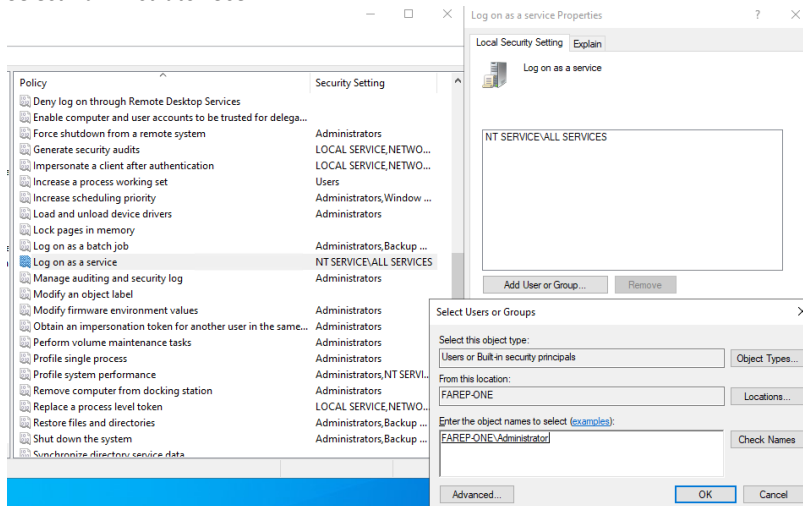 Policy Security Setting
Deny log on through Remote Desktop Services
Enable computer and user accounts to be trusted for delega...
Force shutdown from a remote system Administrators
Generate security audits LOCAL SERVICE,NETWO...
Impersonate a client after authentication LOCAL SERVICE,NETWO...
Increase a process working set Users
Increase scheduling priority Administrators,Window ...
Load and unload device drivers Administrators
Lock pages in memory
Log on as a batch job Administrators,Backup ...
Log on as a service NT SERVICE\ALL SERVICES
Manage auditing and security log Administrators
Modify an object label
Modify firmware environment values Administrators
Obtain an impersonation token for another user in the same... Administrators
Perform volume maintenance tasks Administrators
Profile single process Administrators
Profile system performance Administrators,NT SERVI...
Remove computer from docking station Administrators
Replace a process level token LOCAL SERVICE,NETWO...
Restore files and directories Administrators,Backup ...
Shut down the system Administrators,Backup ...
Synchronize directory service data
Log on as a service Properties
Local Security Setting Explain
Log on as a service
NT SERVICE\ALL SERVICES
Add User or Group... Remove
Select Users or Groups
Select this object type:
Users or Built-in security principals Object Types...
From this location:
FAREP-ONE Locations...
Enter the object names to select (examples):
FAREP-ONE\Administrator Check Names
Advanced... OK Cancel